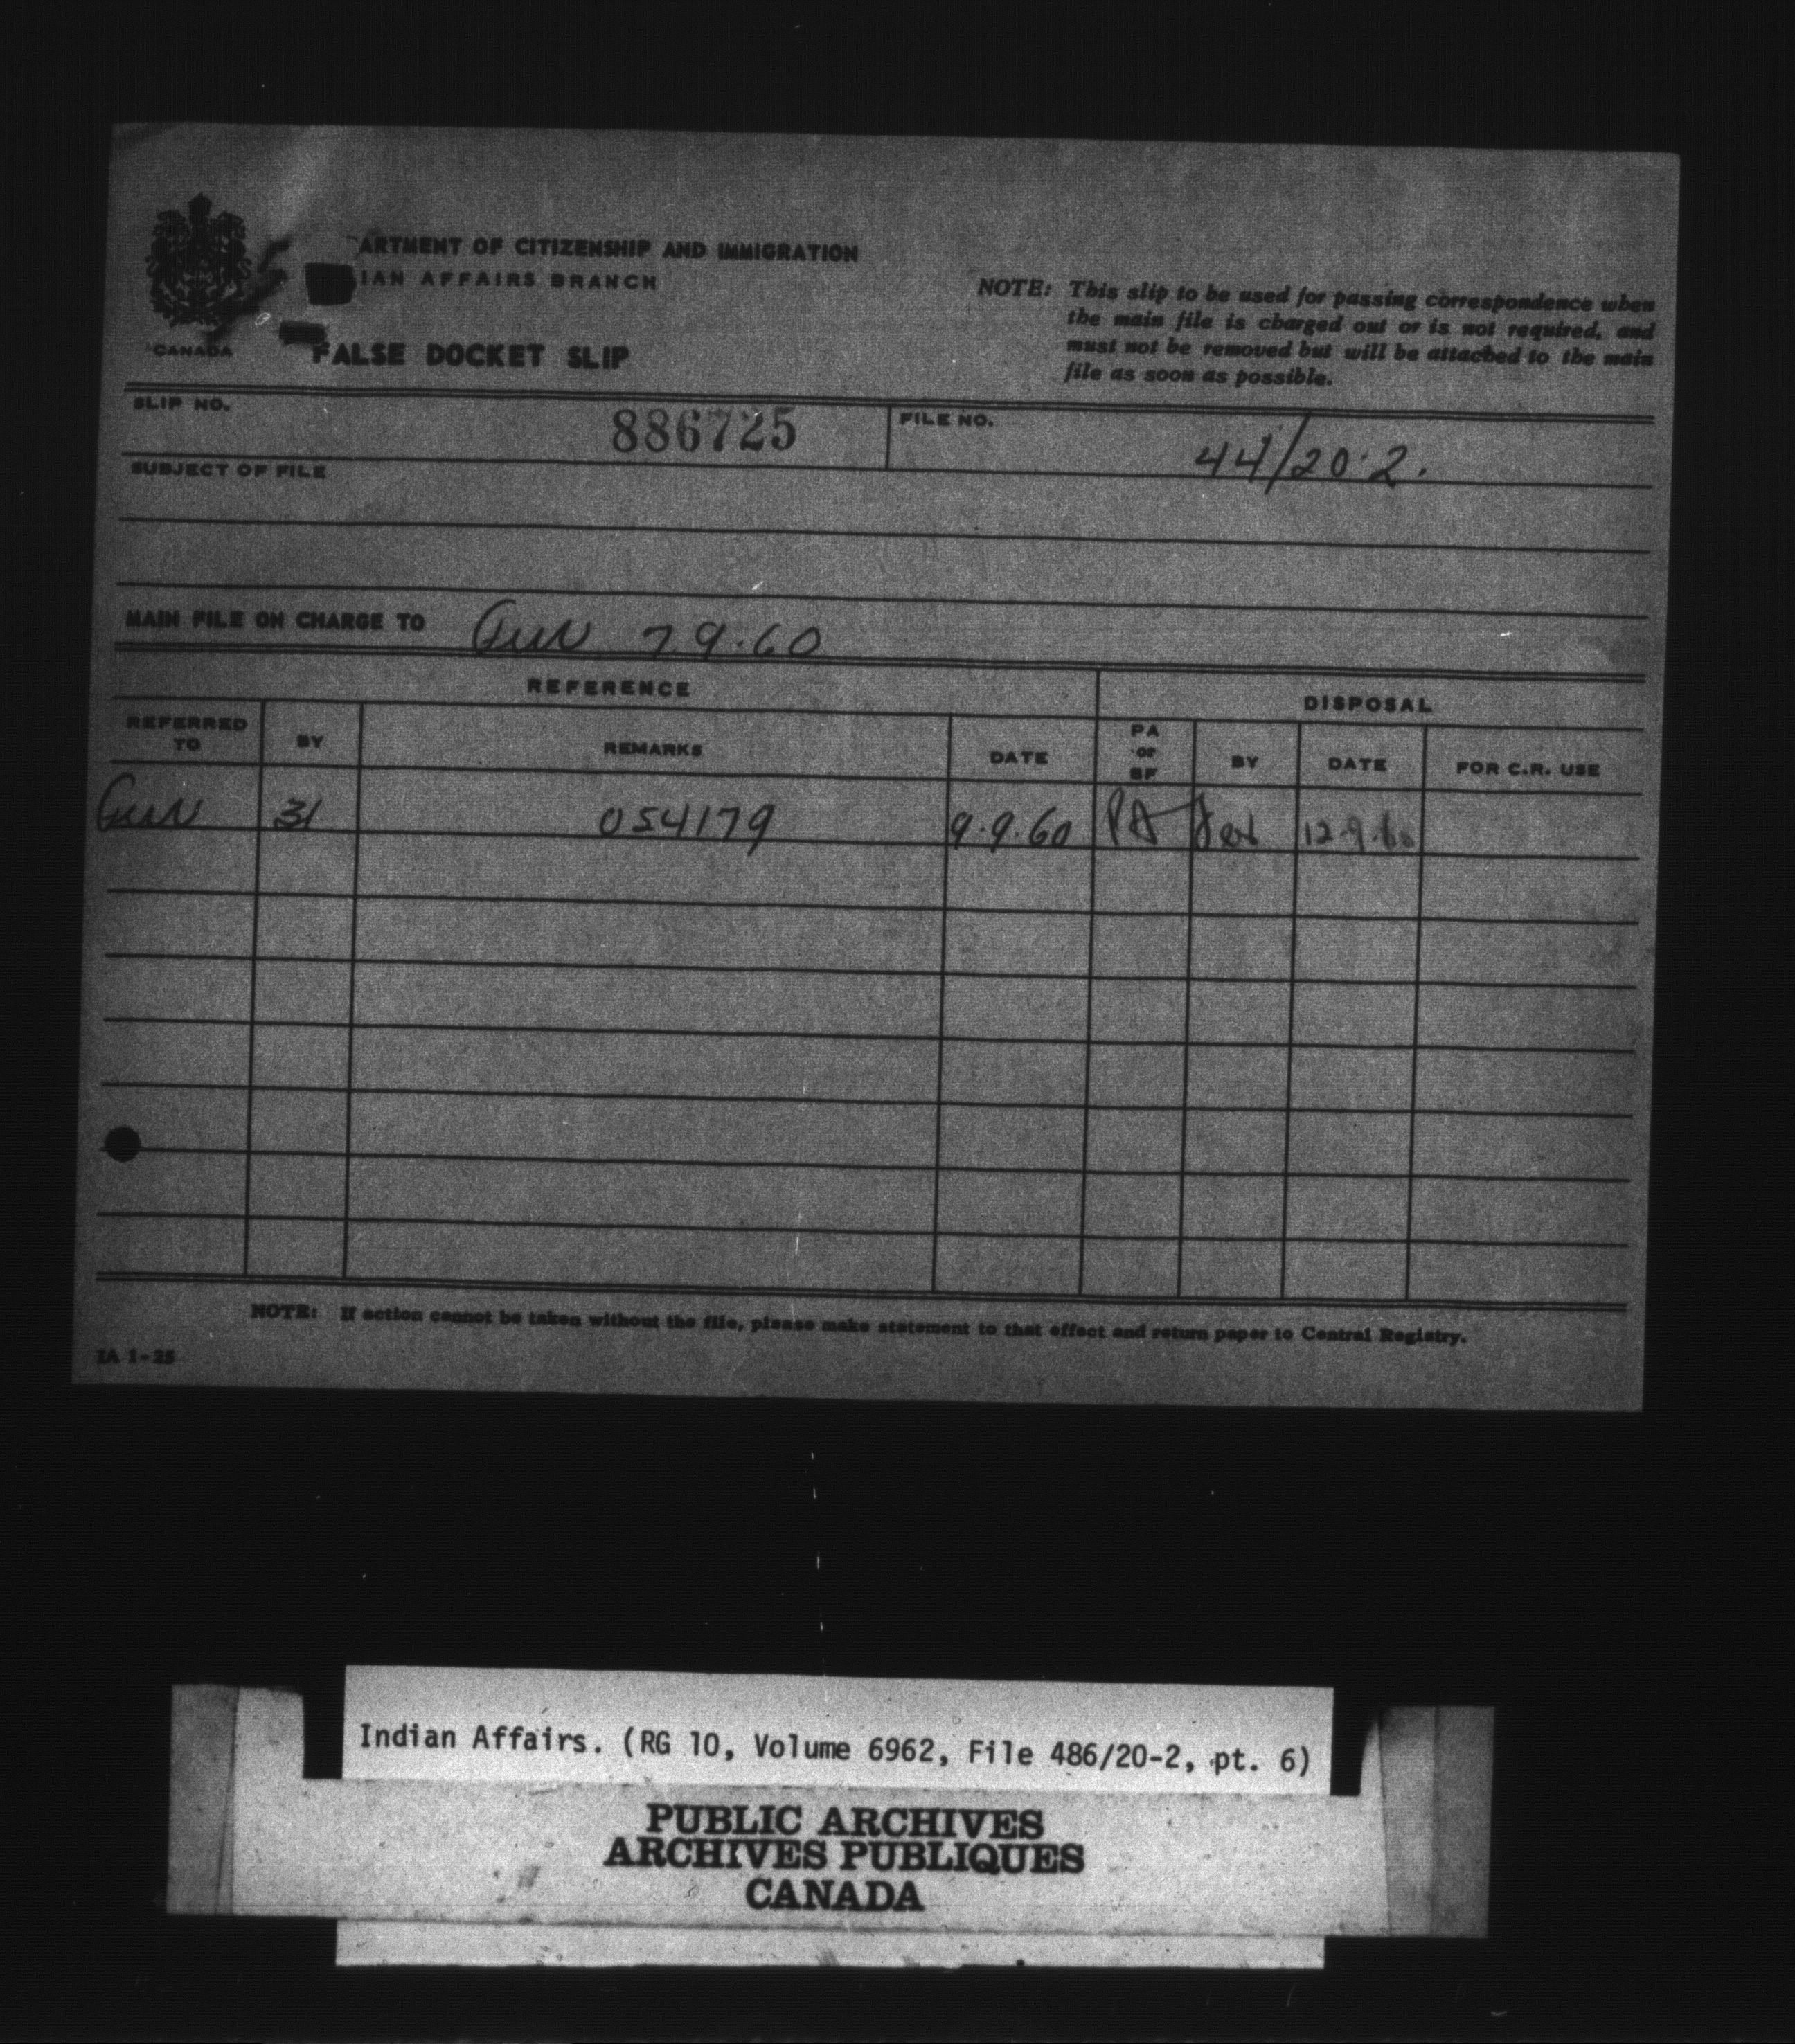 ARTMENT OF CITIZENSHIP AND IMMIGRATION
IAN AFFAIRS BRANCH
CANADA
FALSE DOCKET SLIP
NOTE: This slip to be used for passing correspondence when
the main file is charged out or is not required, and
must not be removed but will be attached to the main
file as soon as possible.
SLIP NO. 886725 FILE NO. 44/20-2.
SUBJECT OF FILE
MAIN FILE ON CHARGE TO 7 9.60
REFERENCE DISPOSAL
REFERRED TO BY REMARKS DATE PA or BF BY DATE FOR C.R. USE
31 054179 9.9.60 PA 12.9.60
NOTE: If action cannot be taken without the file, please make statement to that effect and return paper to Central Registry.
IA 1-25
Indian Affairs. (RG 10, Volume 6962, File 486/20-2, pt. 6)
PUBLIC ARCHIVES
ARCHIVES PUBLIQUES
CANADA